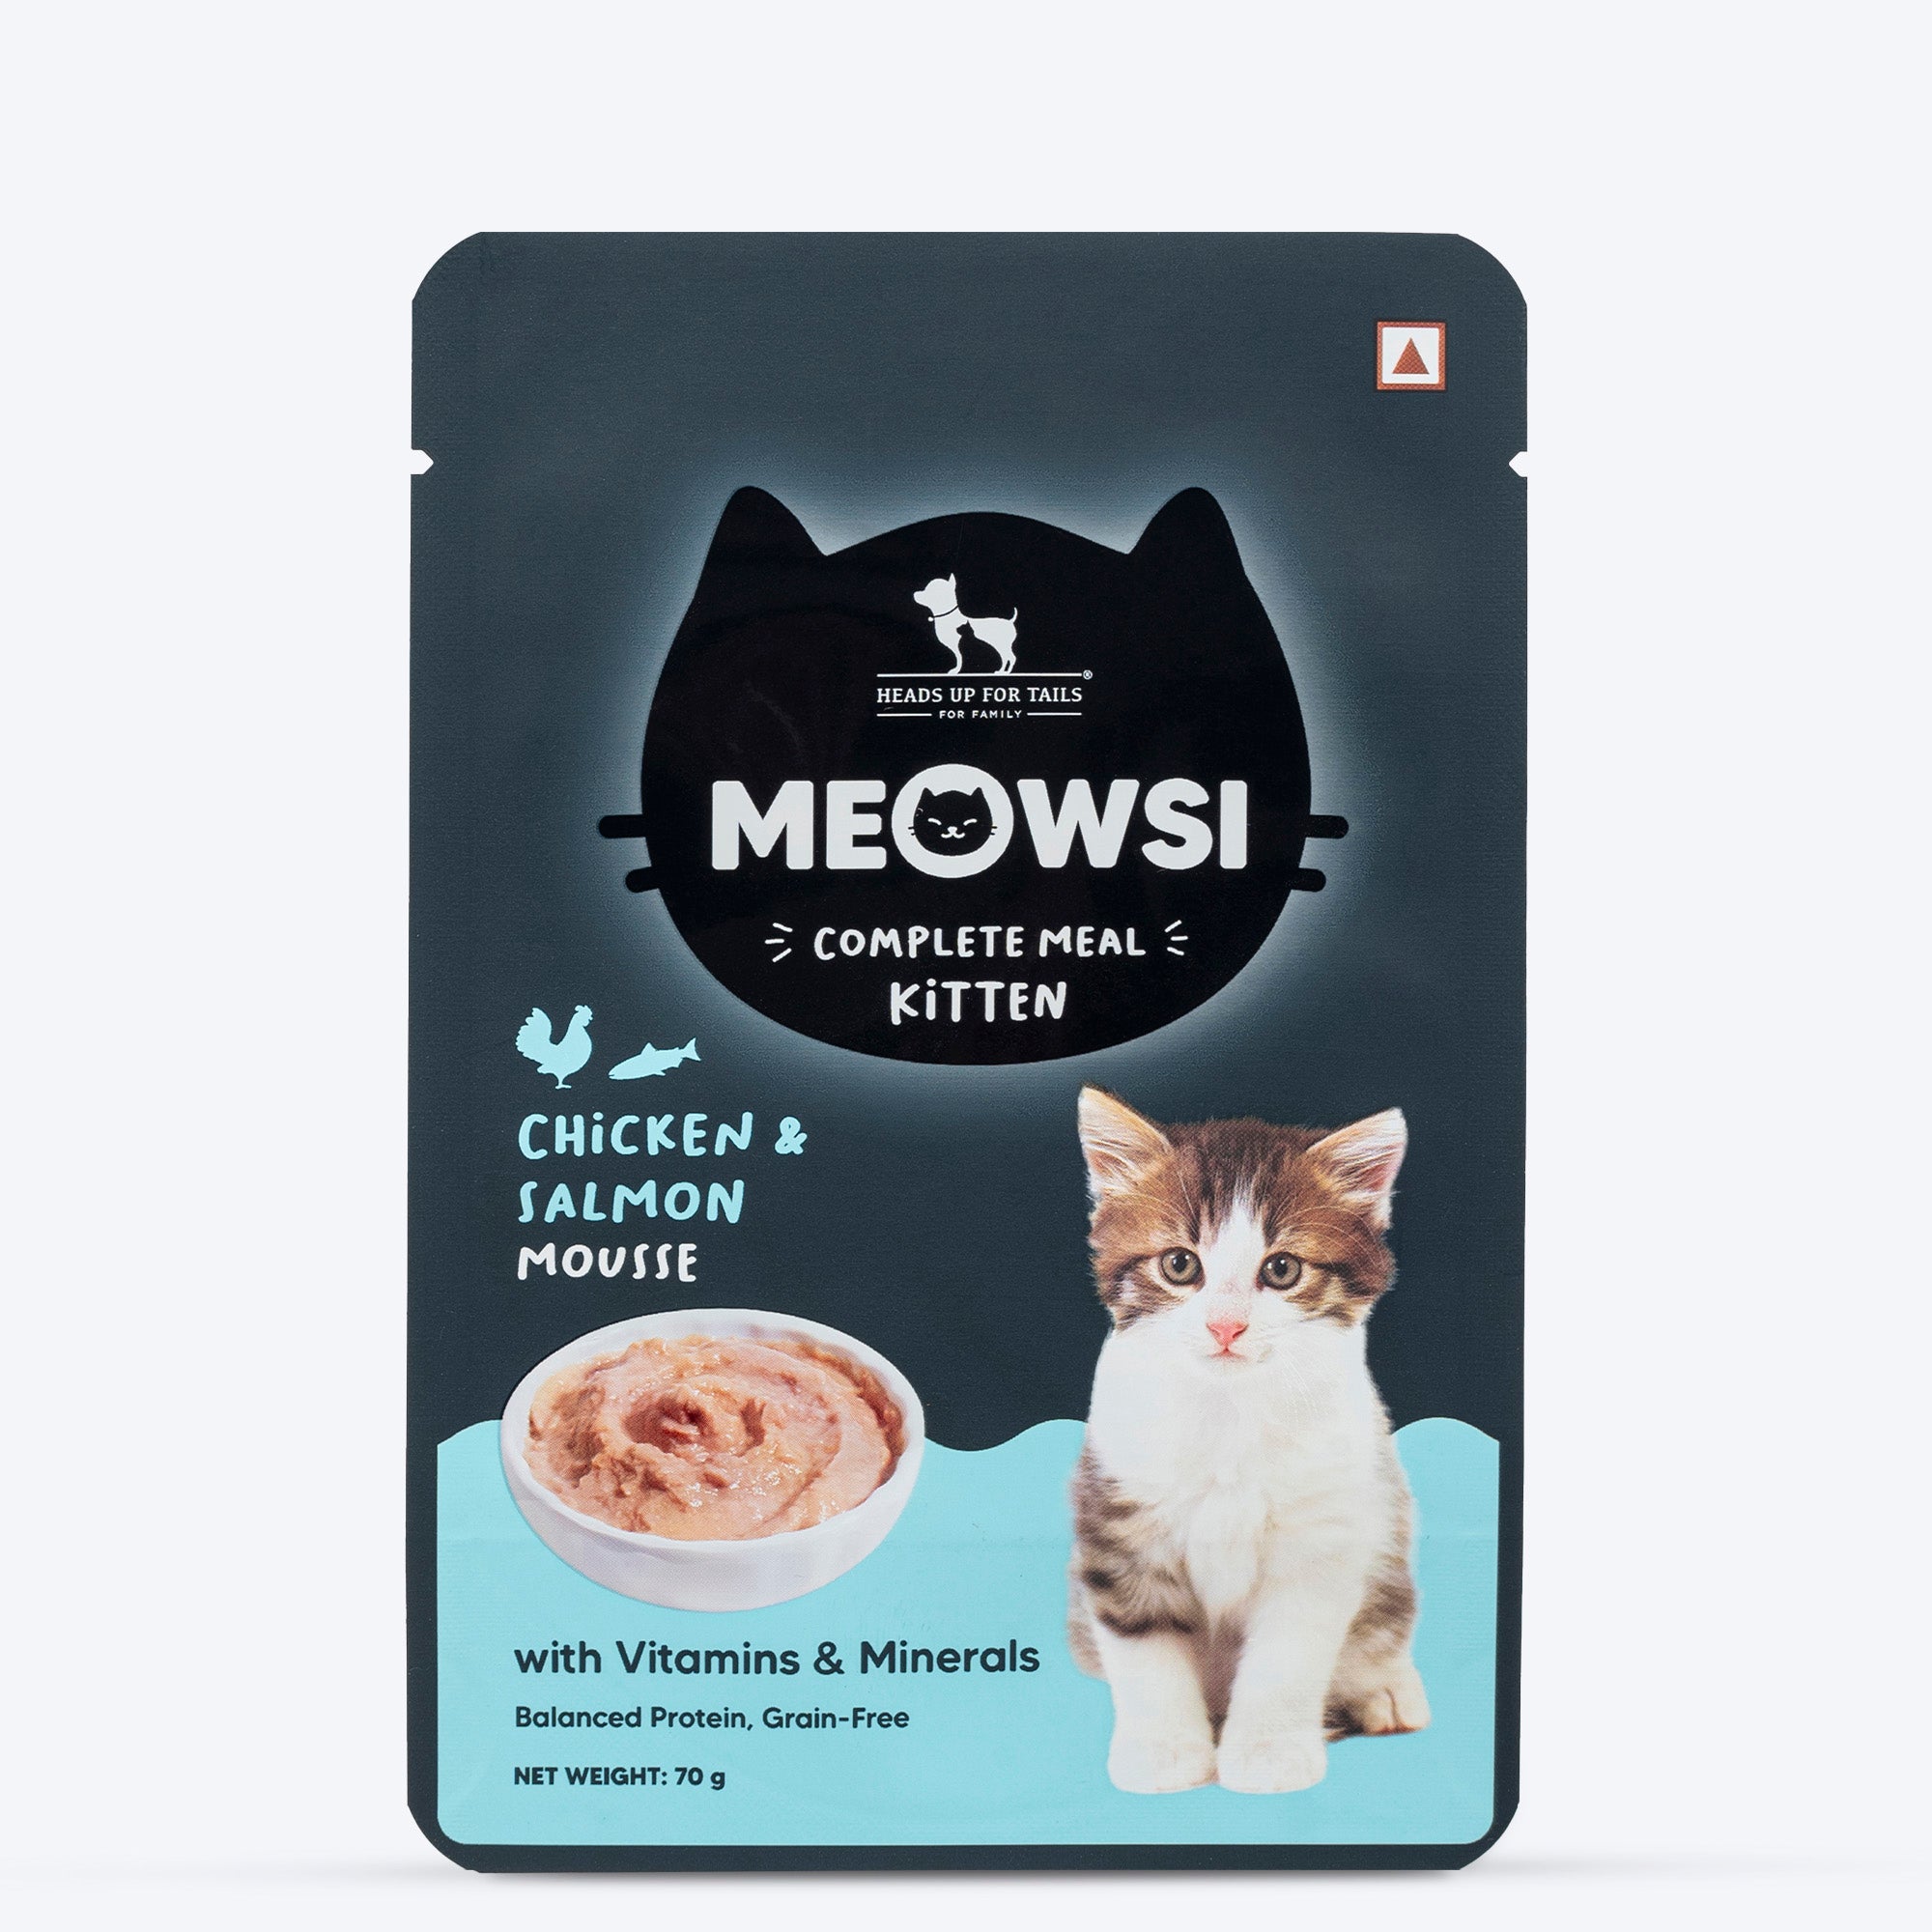 HEADS UP FOR TAILS®
FOR FAMILY
MEOWSI
COMPLETE MEAL
KiTTEN
CHiCKEN &
SALMON
MOUSSE
with Vitamins & Minerals
Balanced Protein, Grain-Free
NET WEIGHT: 70 g